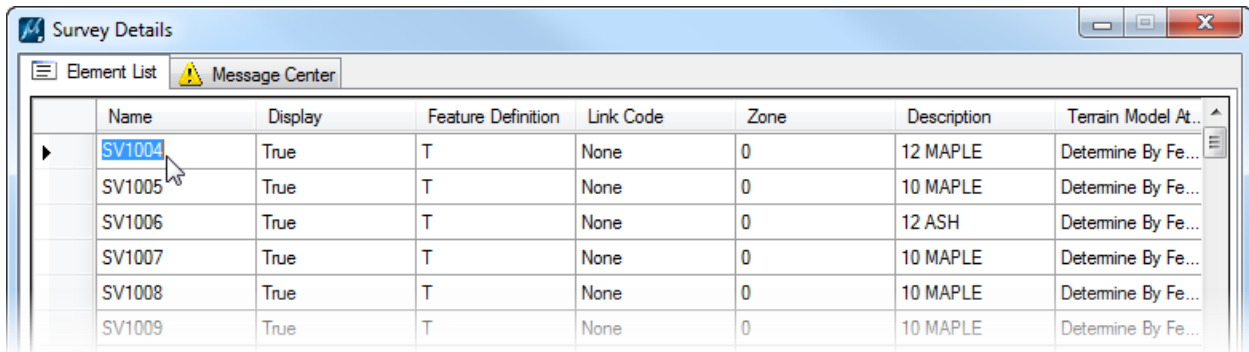 Survey Details
Element List Message Center
Name Display Feature Definition Link Code Zone Description Terrain Model At...
SV1004 True T None 0 12 MAPLE Determine By Fe...
SV1005 True T None 0 10 MAPLE Determine By Fe...
SV1006 True T None 0 12 ASH Determine By Fe...
SV1007 True T None 0 10 MAPLE Determine By Fe...
SV1008 True T None 0 10 MAPLE Determine By Fe...
SV1009 True T None 0 10 MAPLE Determine By Fe...